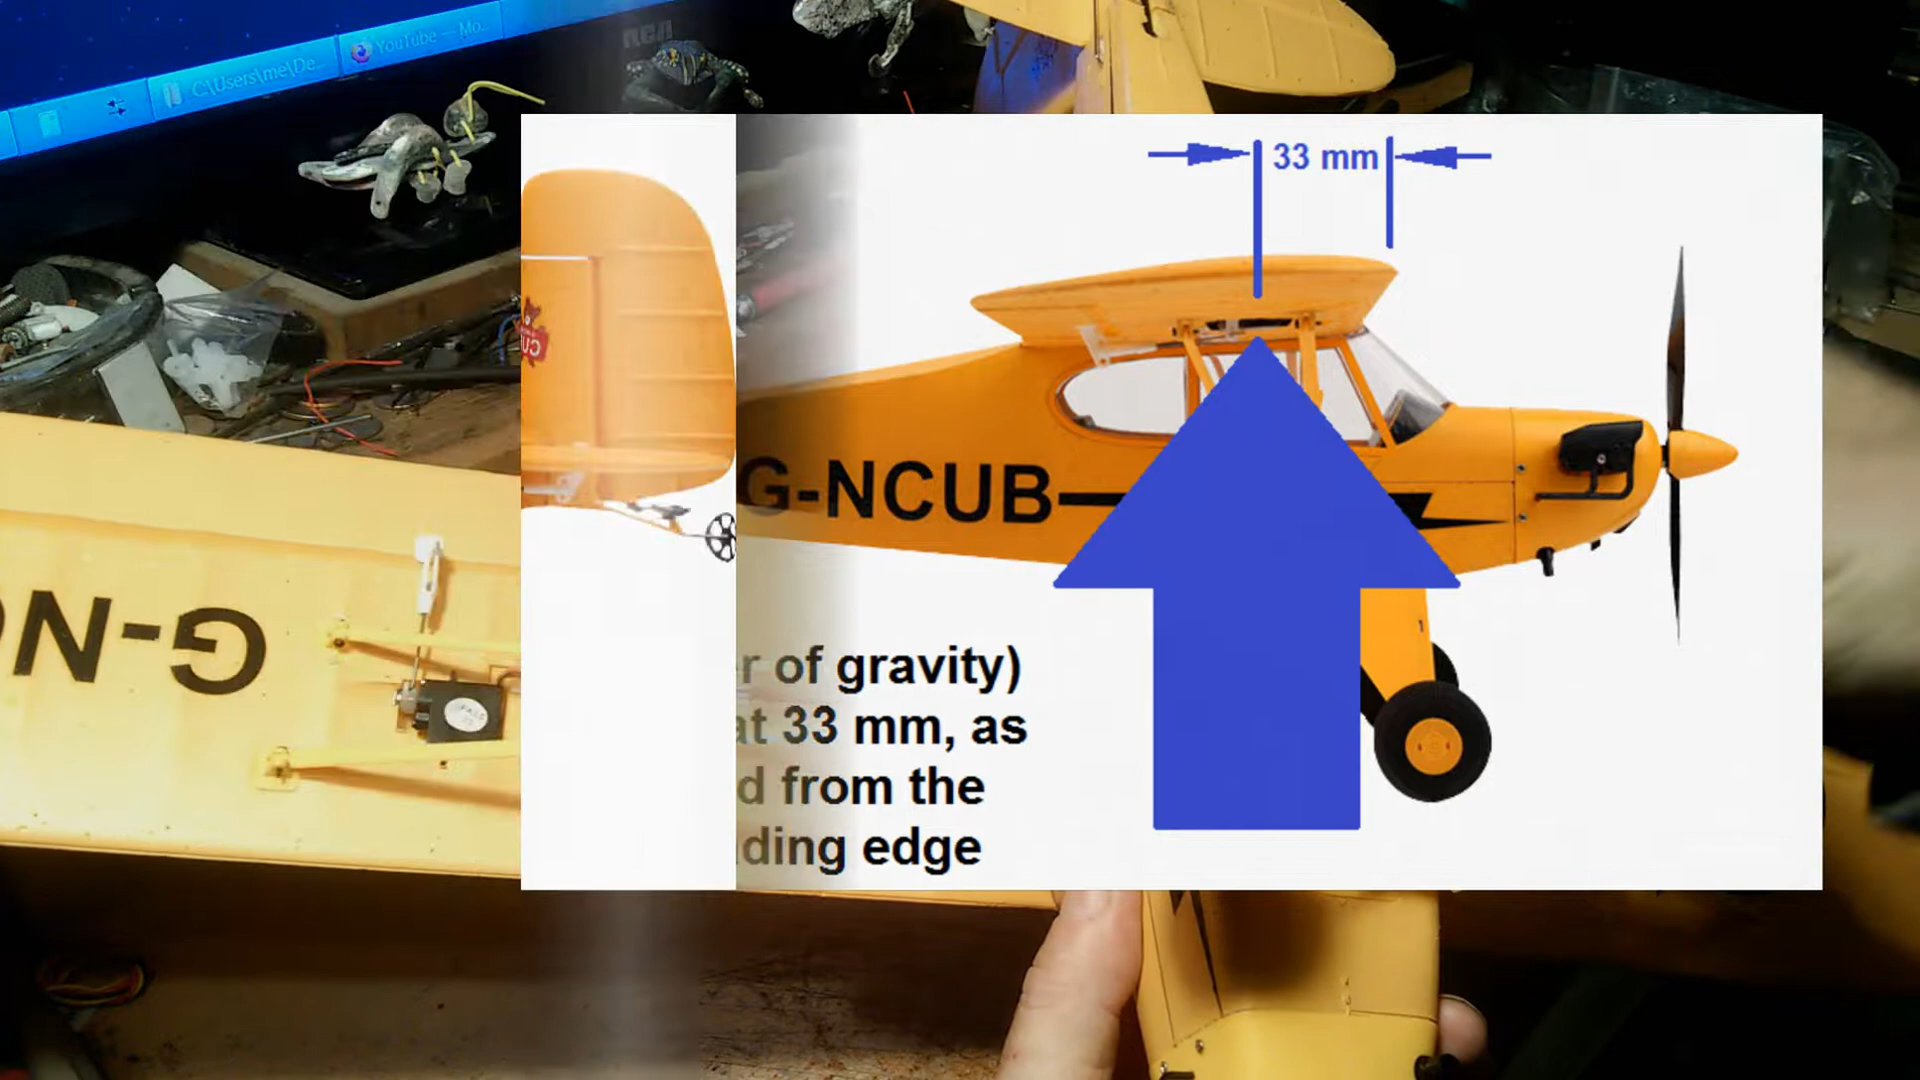 RCA
YouTube — Mo...
C:\Users\me\De...
33 mm
CUB
G-NCUB
r of gravity)
at 33 mm, as
d from the
ding edge
G-N